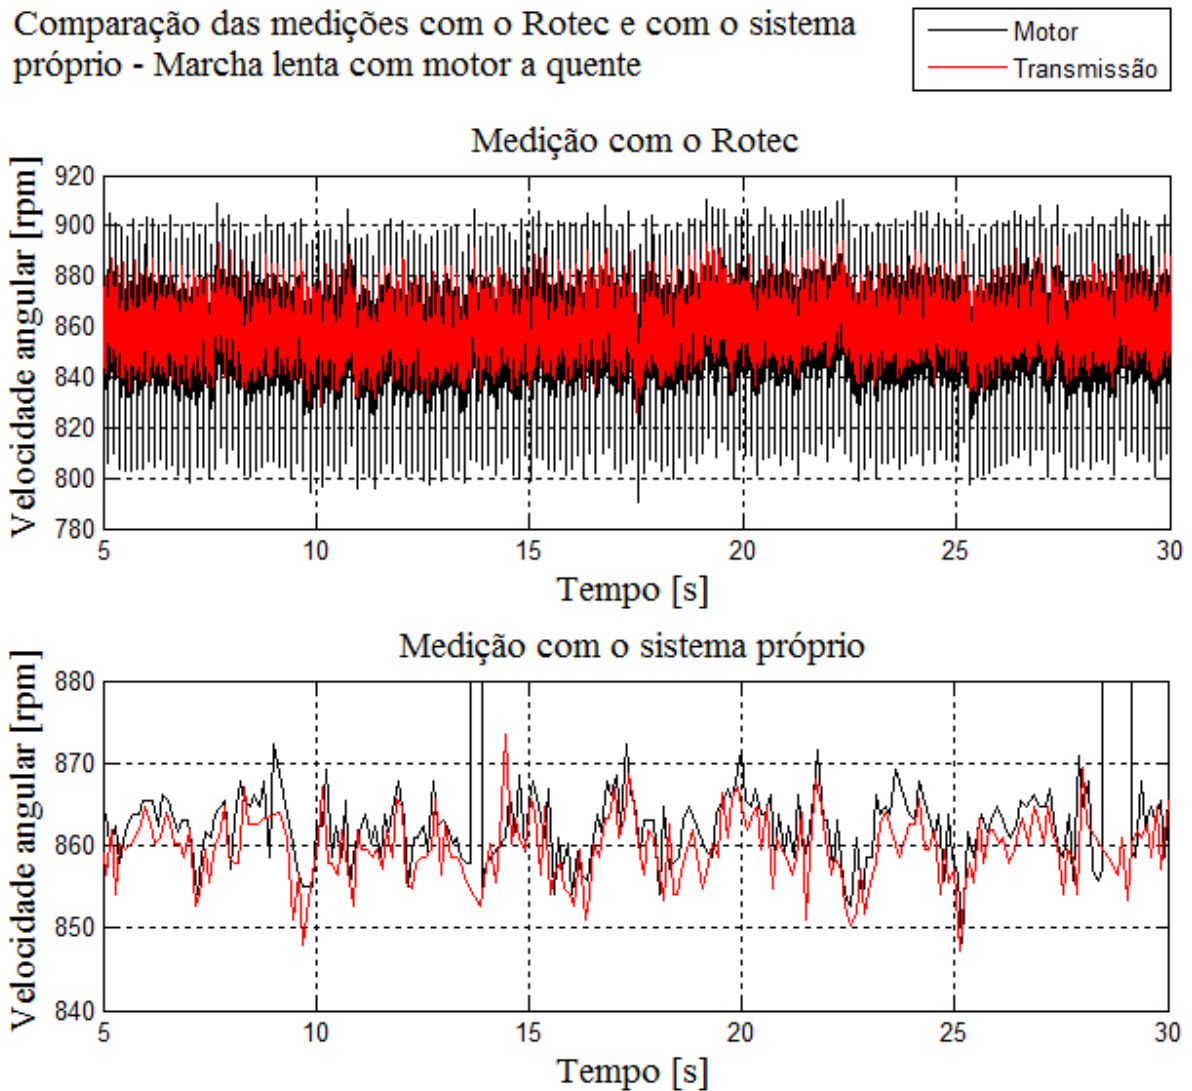 Comparação das medições com o Rotec e com o sistema
próprio - Marcha lenta com motor a quente
Motor
Transmissão
Medição com o Rotec
Velocidade angular [rpm]
920
900
880
860
840
820
800
780
5 10 15 20 25 30
Tempo [s]
Medição com o sistema próprio
Velocidade angular [rpm]
880
870
860
850
840
5 10 15 20 25 30
Tempo [s]